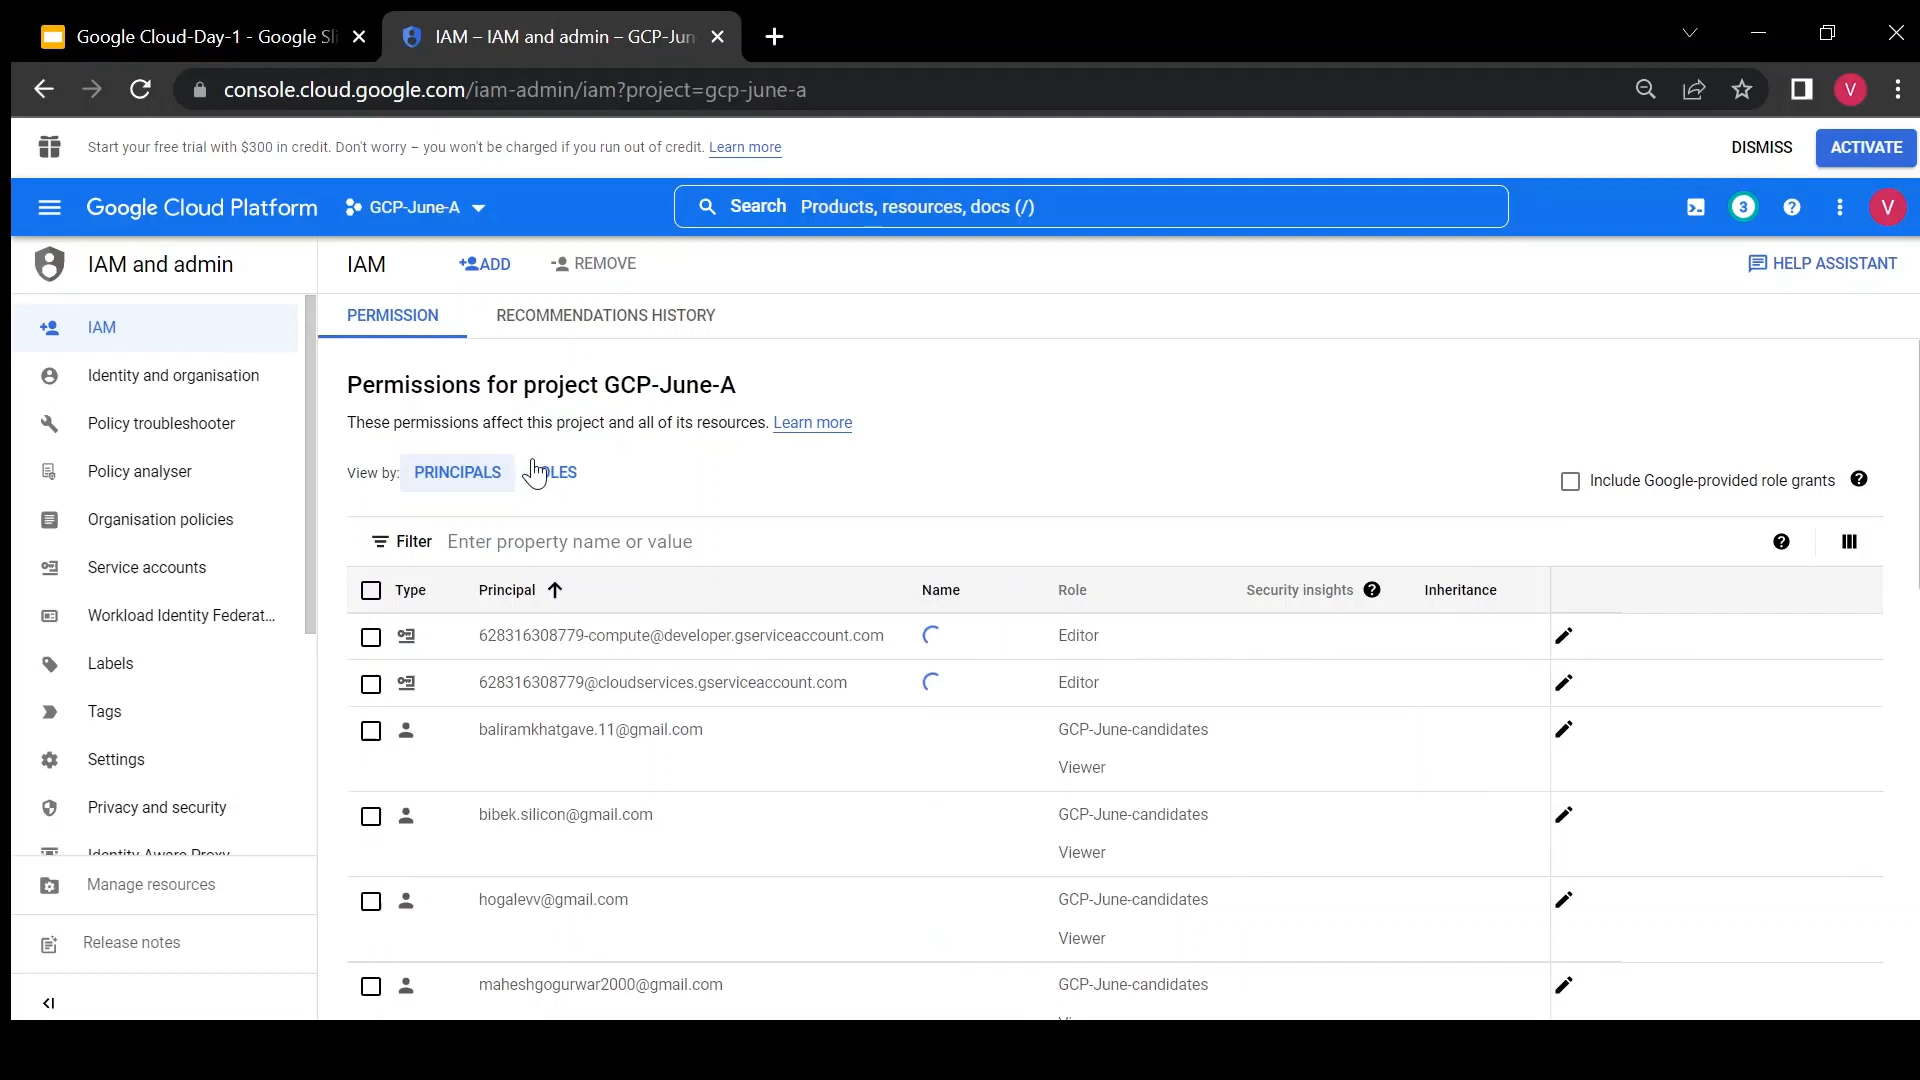 Google Cloud-Day-1 - Google Sli
IAM – IAM and admin – GCP-Jun
console.cloud.google.com/iam-admin/iam?project=gcp-june-a
V
Start your free trial with $300 in credit. Don't worry – you won't be charged if you run out of credit. Learn more
DISMISS
ACTIVATE
Google Cloud Platform
GCP-June-A
Search Products, resources, docs (/)
3
V
IAM and admin
IAM
ADD
REMOVE
HELP ASSISTANT
IAM
Identity and organisation
Policy troubleshooter
Policy analyser
Organisation policies
Service accounts
Workload Identity Federat...
Labels
Tags
Settings
Privacy and security
Identity-Aware Proxy
Manage resources
Release notes
PERMISSION
RECOMMENDATIONS HISTORY
Permissions for project GCP-June-A
These permissions affect this project and all of its resources. Learn more
View by: PRINCIPALS
Include Google-provided role grants
Filter Enter property name or value
Type Principal Name Role Security insights Inheritance
628316308779-compute@developer.gserviceaccount.com Editor
628316308779@cloudservices.gserviceaccount.com Editor
baliramkhatgave.11@gmail.com GCP-June-candidates
Viewer
bibek.silicon@gmail.com GCP-June-candidates
Viewer
hogalevv@gmail.com GCP-June-candidates
Viewer
maheshgogurwar2000@gmail.com GCP-June-candidates